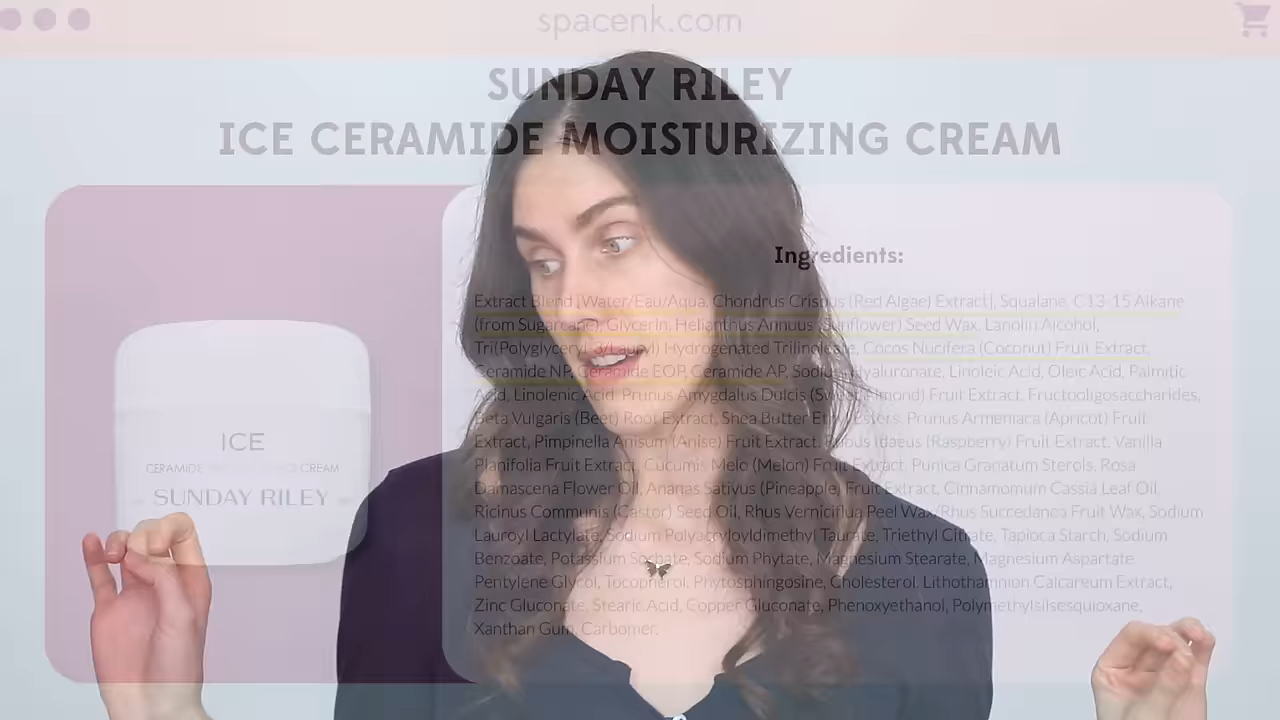 spacenk.com
SUNDAY RILEY
ICE CERAMIDE MOISTURIZING CREAM
Ingredients:
Extract Blend [Water/Eau/Aqua, Chondrus Crispus (Red Algae) Extract], Squalane, C13-15 Alkane
(from Sugarcane), Glycerin, Helianthus Annuus (Sunflower) Seed Wax, Lanolin Alcohol,
Hydrogenated Trilinoleate, Cocos Nucifera (Coconut) Fruit Extract,
Ceramide NP, Ceramide EOP, Ceramide AP, Sodium Hyaluronate, Linoleic Acid, Oleic Acid, Palmitic
Acid, Linolenic Acid, Prunus Amygdalus Dulcis (Sweet Almond) Fruit Extract, Fructooligosaccharides,
Beta Vulgaris (Beet) Root Extract, Shea Butter Ethyl Esters, Prunus Armeniaca (Apricot) Fruit
Extract, Pimpinella Anisum (Anise) Fruit Extract, Rubus Idaeus (Raspberry) Fruit Extract, Vanilla
Planifolia Fruit Extract, Cucumis Melo (Melon) Fruit Extract, Punica Granatum Sterols, Rosa
Damascena Flower Oil, Ananas Sativus (Pineapple) Fruit Extract, Cinnamomum Cassia Leaf Oil,
Ricinus Communis (Castor) Seed Oil, Rhus Verniciflua Peel Wax/Rhus Succedanea Fruit Wax, Sodium
Lauroyl Lactylate, Sodium Polyacryloyldimethyl Taurate, Triethyl Citrate, Tapioca Starch, Sodium
Benzoate, Potassium Sorbate, Sodium Phytate, Magnesium Stearate, Magnesium Aspartate
Pentylene Glycol, Tocopherol, Phytosphingosine, Cholesterol, Lithothamnion Calcareum Extract,
Zinc Gluconate, Stearic Acid, Copper Gluconate, Phenoxyethanol, Polymethylsilsesquioxane,
Xanthan Gum, Carbomer.
ICE
CERAMIDE CREAM
SUNDAY RILEY